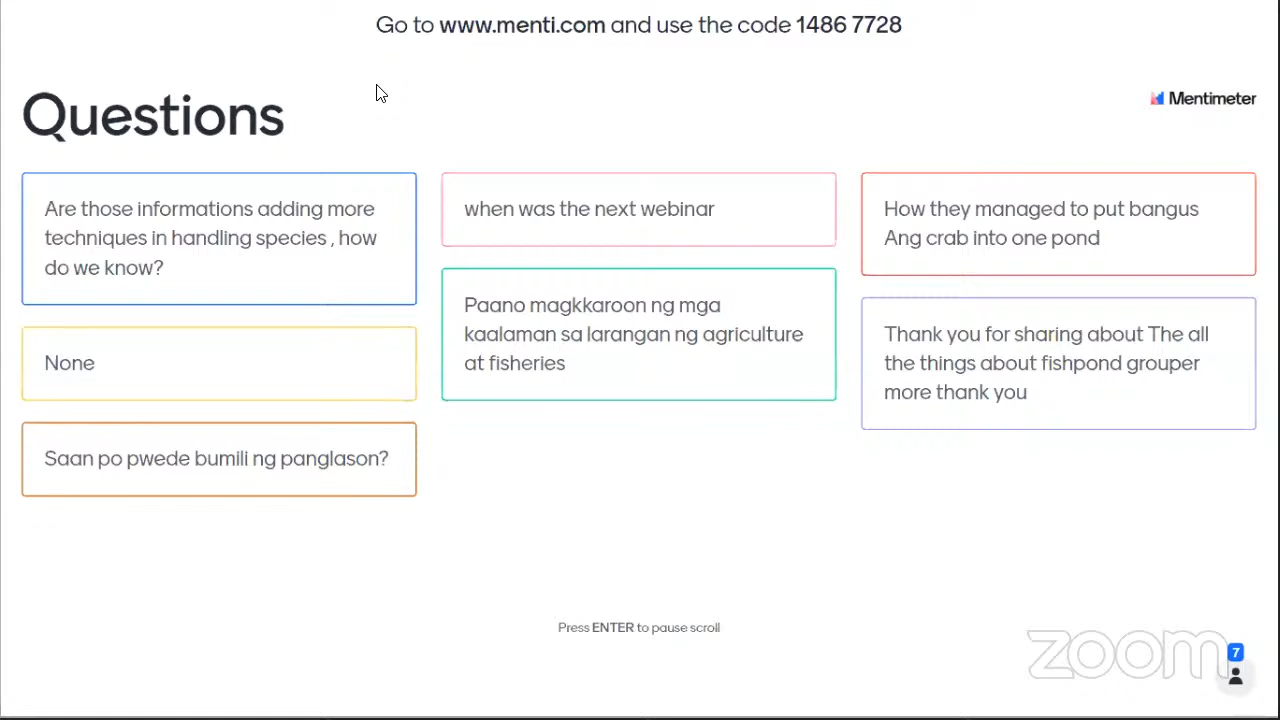 Go to www.menti.com and use the code 1486 7728
Questions
Mentimeter
Are those informations adding more
techniques in handling species , how
do we know?
None
Saan po pwede bumili ng panglason?
when was the next webinar
Paano magkkaroon ng mga
kaalaman sa larangan ng agriculture
at fisheries
How they managed to put bangus
Ang crab into one pond
Thank you for sharing about The all
the things about fishpond grouper
more thank you
Press ENTER to pause scroll
zoom
7